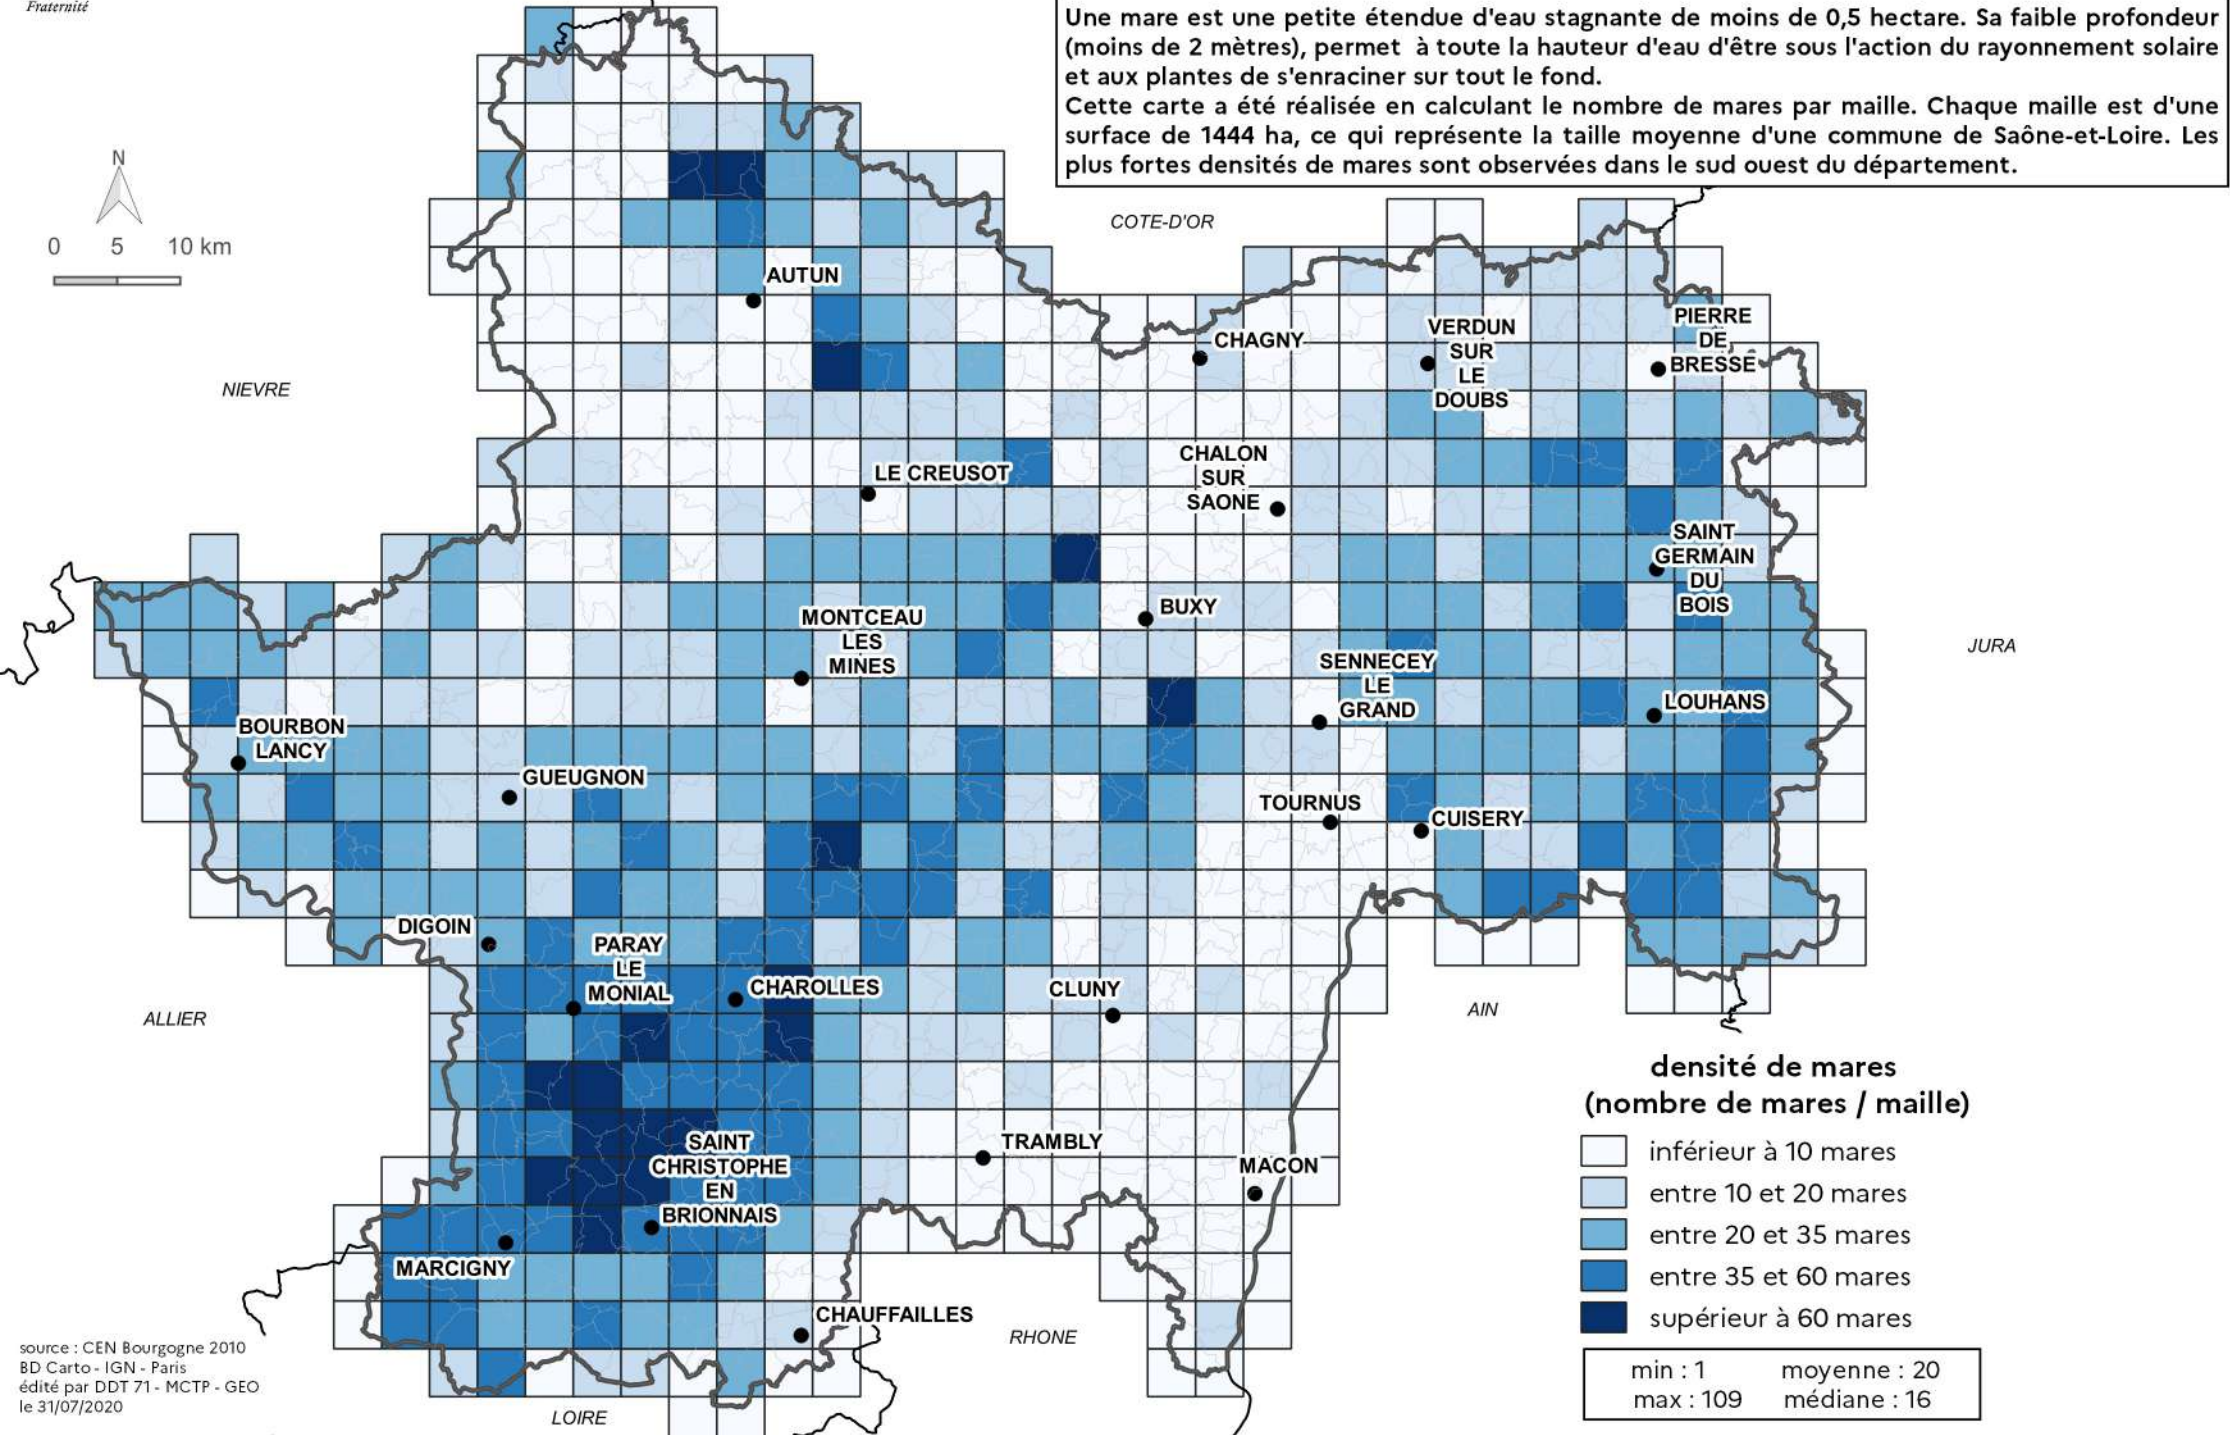 Fraternité
Une mare est une petite étendue d'eau stagnante de moins de 0,5 hectare. Sa faible profondeur
(moins de 2 mètres), permet à toute la hauteur d'eau d'être sous l'action du rayonnement solaire
et aux plantes de s'enraciner sur tout le fond.
Cette carte a été réalisée en calculant le nombre de mares par maille. Chaque maille est d'une
surface de 1444 ha, ce qui représente la taille moyenne d'une commune de Saône-et-Loire. Les
plus fortes densités de mares sont observées dans le sud ouest du département.
N
0 5 10 km
COTE-D'OR
AUTUN
NIEVRE
CHAGNY
VERDUN
SUR
LE
DOUBS
PIERRE
DE
BRESSE
LE CREUSOT
CHALON
SUR
SAONE
SAINT
GERMAIN
DU
BOIS
MONTCEAU
LES
MINES
BUXY
JURA
SENNECEY
LE
GRAND
LOUHANS
BOURBON
LANCY
GUEUGNON
TOURNUS
CUISERY
DIGOIN
PARAY
LE
MONIAL
CHAROLLES
CLUNY
ALLIER
AIN
SAINT
CHRISTOPHE
EN
BRIONNAIS
TRAMBLY
MACON
MARCIGNY
CHAUFFAILLES
RHONE
LOIRE
densité de mares
(nombre de mares / maille)
inférieur à 10 mares
entre 10 et 20 mares
entre 20 et 35 mares
entre 35 et 60 mares
supérieur à 60 mares
min : 1 moyenne : 20
max : 109 médiane : 16
source : CEN Bourgogne 2010
BD Carto - IGN - Paris
édité par DDT 71 - MCTP - GEO
le 31/07/2020